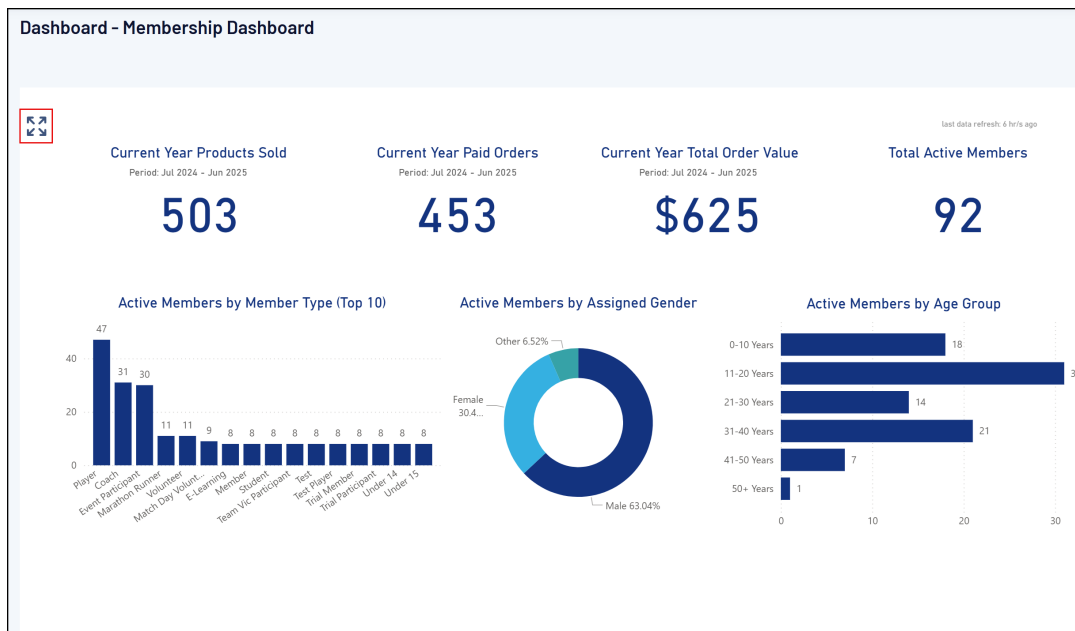 Dashboard - Membership Dashboard
last data refresh: 6 hr/s ago
Current Year Products Sold
Period: Jul 2024 - Jun 2025
503
Current Year Paid Orders
Period: Jul 2024 - Jun 2025
453
Current Year Total Order Value
Period: Jul 2024 - Jun 2025
$625
Total Active Members
92
Active Members by Member Type (Top 10)
40
20
0
47
31
30
11
11
9
8
8
8
8
8
8
8
8
8
8
Player
Coach
Event Participant
Marathon Runner
Volunteer
Match Day Volunt...
E-Learning
Member
Student
Team Vic Participant
Test
Test Player
Trial Member
Trial Participant
Under 14
Under 15
Active Members by Assigned Gender
Other 6.52%
Female
30.4...
Male 63.04%
Active Members by Age Group
0-10 Years 18
11-20 Years 3
21-30 Years 14
31-40 Years 21
41-50 Years 7
50+ Years 1
0 10 20 30